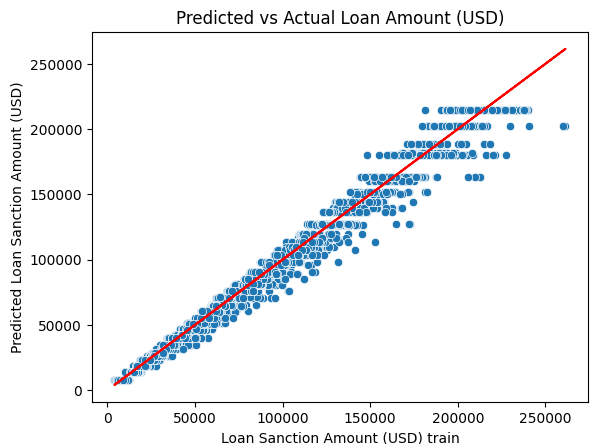 Predicted vs Actual Loan Amount (USD)
Predicted Loan Sanction Amount (USD)
250000
200000
150000
100000
50000
0
0 50000 100000 150000 200000 250000
Loan Sanction Amount (USD) train